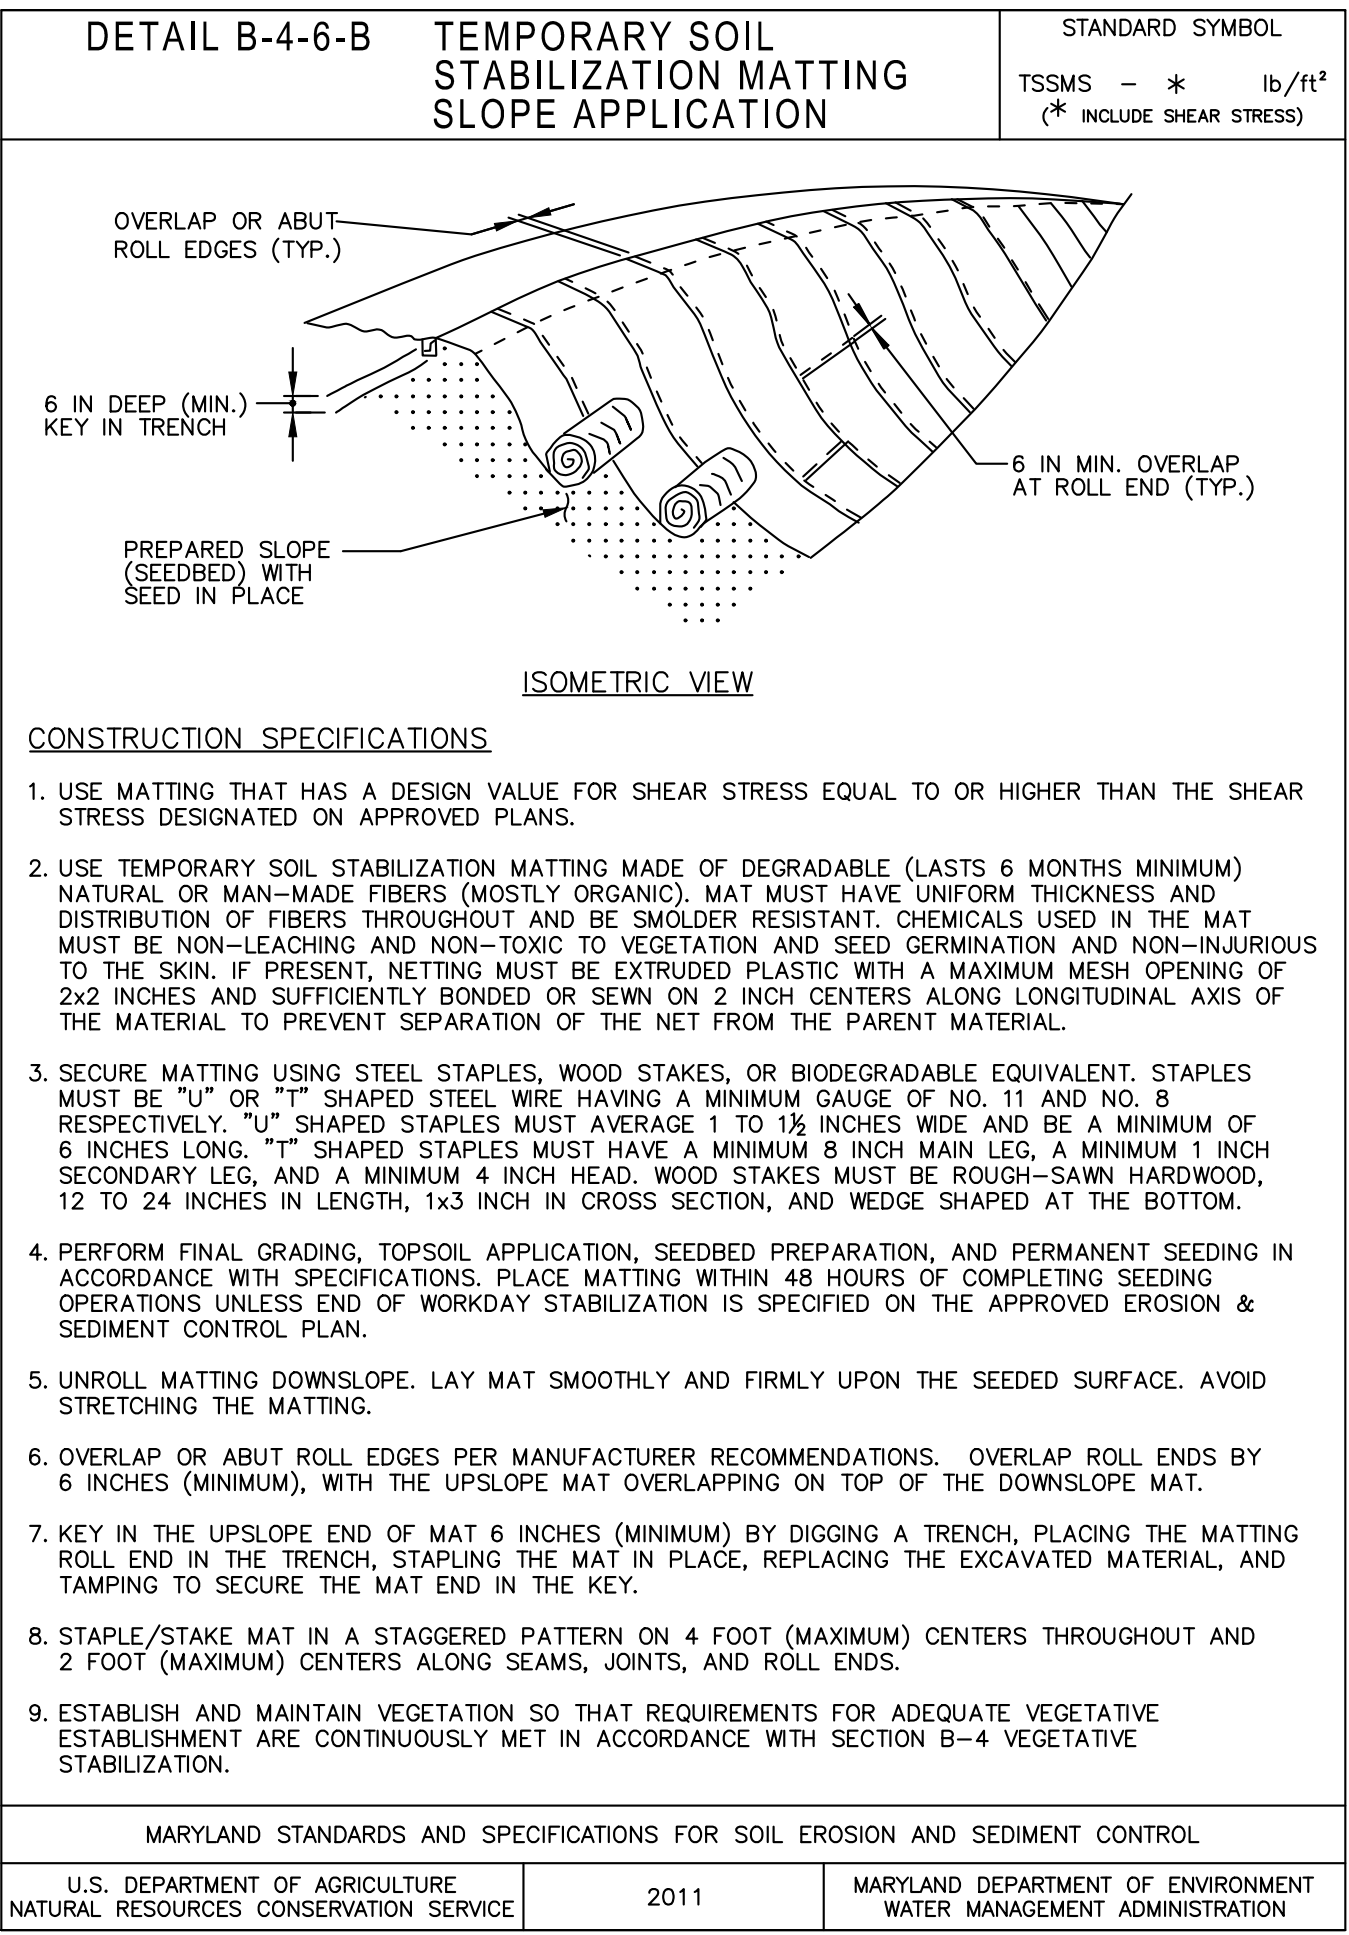 DETAIL B-4-6-B
TEMPORARY SOIL
STABILIZATION MATTING
SLOPE APPLICATION
STANDARD SYMBOL
TSSMS - * lb/ft²
(* INCLUDE SHEAR STRESS)
OVERLAP OR ABUT
ROLL EDGES (TYP.)
6 IN DEEP (MIN.)
KEY IN TRENCH
6 IN MIN. OVERLAP
AT ROLL END (TYP.)
PREPARED SLOPE
(SEEDBED) WITH
SEED IN PLACE
ISOMETRIC VIEW
CONSTRUCTION SPECIFICATIONS
1. USE MATTING THAT HAS A DESIGN VALUE FOR SHEAR STRESS EQUAL TO OR HIGHER THAN THE SHEAR
STRESS DESIGNATED ON APPROVED PLANS.
2. USE TEMPORARY SOIL STABILIZATION MATTING MADE OF DEGRADABLE (LASTS 6 MONTHS MINIMUM)
NATURAL OR MAN-MADE FIBERS (MOSTLY ORGANIC). MAT MUST HAVE UNIFORM THICKNESS AND
DISTRIBUTION OF FIBERS THROUGHOUT AND BE SMOLDER RESISTANT. CHEMICALS USED IN THE MAT
MUST BE NON-LEACHING AND NON-TOXIC TO VEGETATION AND SEED GERMINATION AND NON-INJURIOUS
TO THE SKIN. IF PRESENT, NETTING MUST BE EXTRUDED PLASTIC WITH A MAXIMUM MESH OPENING OF
2x2 INCHES AND SUFFICIENTLY BONDED OR SEWN ON 2 INCH CENTERS ALONG LONGITUDINAL AXIS OF
THE MATERIAL TO PREVENT SEPARATION OF THE NET FROM THE PARENT MATERIAL.
3. SECURE MATTING USING STEEL STAPLES, WOOD STAKES, OR BIODEGRADABLE EQUIVALENT. STAPLES
MUST BE "U" OR "T" SHAPED STEEL WIRE HAVING A MINIMUM GAUGE OF NO. 11 AND NO. 8
RESPECTIVELY. "U" SHAPED STAPLES MUST AVERAGE 1 TO 1½ INCHES WIDE AND BE A MINIMUM OF
6 INCHES LONG. "T" SHAPED STAPLES MUST HAVE A MINIMUM 8 INCH MAIN LEG, A MINIMUM 1 INCH
SECONDARY LEG, AND A MINIMUM 4 INCH HEAD. WOOD STAKES MUST BE ROUGH-SAWN HARDWOOD,
12 TO 24 INCHES IN LENGTH, 1x3 INCH IN CROSS SECTION, AND WEDGE SHAPED AT THE BOTTOM.
4. PERFORM FINAL GRADING, TOPSOIL APPLICATION, SEEDBED PREPARATION, AND PERMANENT SEEDING IN
ACCORDANCE WITH SPECIFICATIONS. PLACE MATTING WITHIN 48 HOURS OF COMPLETING SEEDING
OPERATIONS UNLESS END OF WORKDAY STABILIZATION IS SPECIFIED ON THE APPROVED EROSION &
SEDIMENT CONTROL PLAN.
5. UNROLL MATTING DOWNSLOPE. LAY MAT SMOOTHLY AND FIRMLY UPON THE SEEDED SURFACE. AVOID
STRETCHING THE MATTING.
6. OVERLAP OR ABUT ROLL EDGES PER MANUFACTURER RECOMMENDATIONS. OVERLAP ROLL ENDS BY
6 INCHES (MINIMUM), WITH THE UPSLOPE MAT OVERLAPPING ON TOP OF THE DOWNSLOPE MAT.
7. KEY IN THE UPSLOPE END OF MAT 6 INCHES (MINIMUM) BY DIGGING A TRENCH, PLACING THE MATTING
ROLL END IN THE TRENCH, STAPLING THE MAT IN PLACE, REPLACING THE EXCAVATED MATERIAL, AND
TAMPING TO SECURE THE MAT END IN THE KEY.
8. STAPLE/STAKE MAT IN A STAGGERED PATTERN ON 4 FOOT (MAXIMUM) CENTERS THROUGHOUT AND
2 FOOT (MAXIMUM) CENTERS ALONG SEAMS, JOINTS, AND ROLL ENDS.
9. ESTABLISH AND MAINTAIN VEGETATION SO THAT REQUIREMENTS FOR ADEQUATE VEGETATIVE
ESTABLISHMENT ARE CONTINUOUSLY MET IN ACCORDANCE WITH SECTION B-4 VEGETATIVE
STABILIZATION.
MARYLAND STANDARDS AND SPECIFICATIONS FOR SOIL EROSION AND SEDIMENT CONTROL
U.S. DEPARTMENT OF AGRICULTURE
NATURAL RESOURCES CONSERVATION SERVICE
2011
MARYLAND DEPARTMENT OF ENVIRONMENT
WATER MANAGEMENT ADMINISTRATION